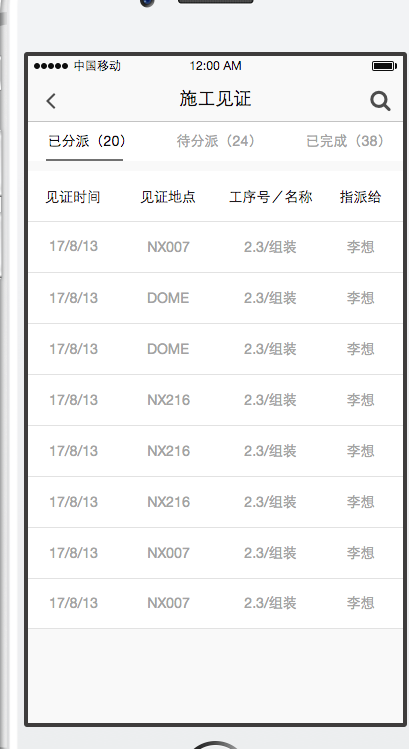 中国移动 12:00 AM
施工见证
已分派（20） 待分派（24） 已完成（38）
见证时间 见证地点 工序号／名称 指派给
17/8/13 NX007 2.3/组装 李想
17/8/13 DOME 2.3/组装 李想
17/8/13 DOME 2.3/组装 李想
17/8/13 NX216 2.3/组装 李想
17/8/13 NX216 2.3/组装 李想
17/8/13 NX216 2.3/组装 李想
17/8/13 NX007 2.3/组装 李想
17/8/13 NX007 2.3/组装 李想